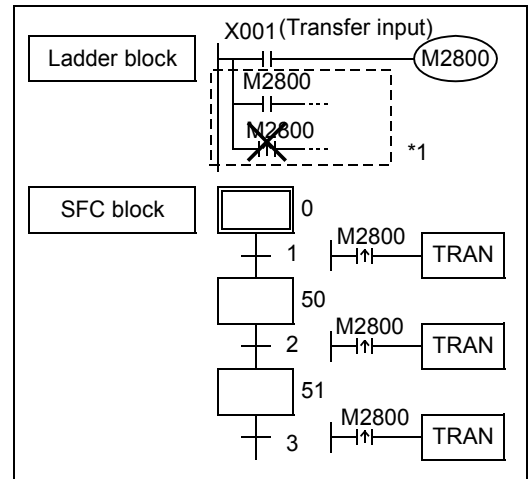 X001(Transfer input)
Ladder block
M2800
M2800
M2800
*1
SFC block
0
M2800
1
TRAN
50
M2800
2
TRAN
51
M2800
3
TRAN